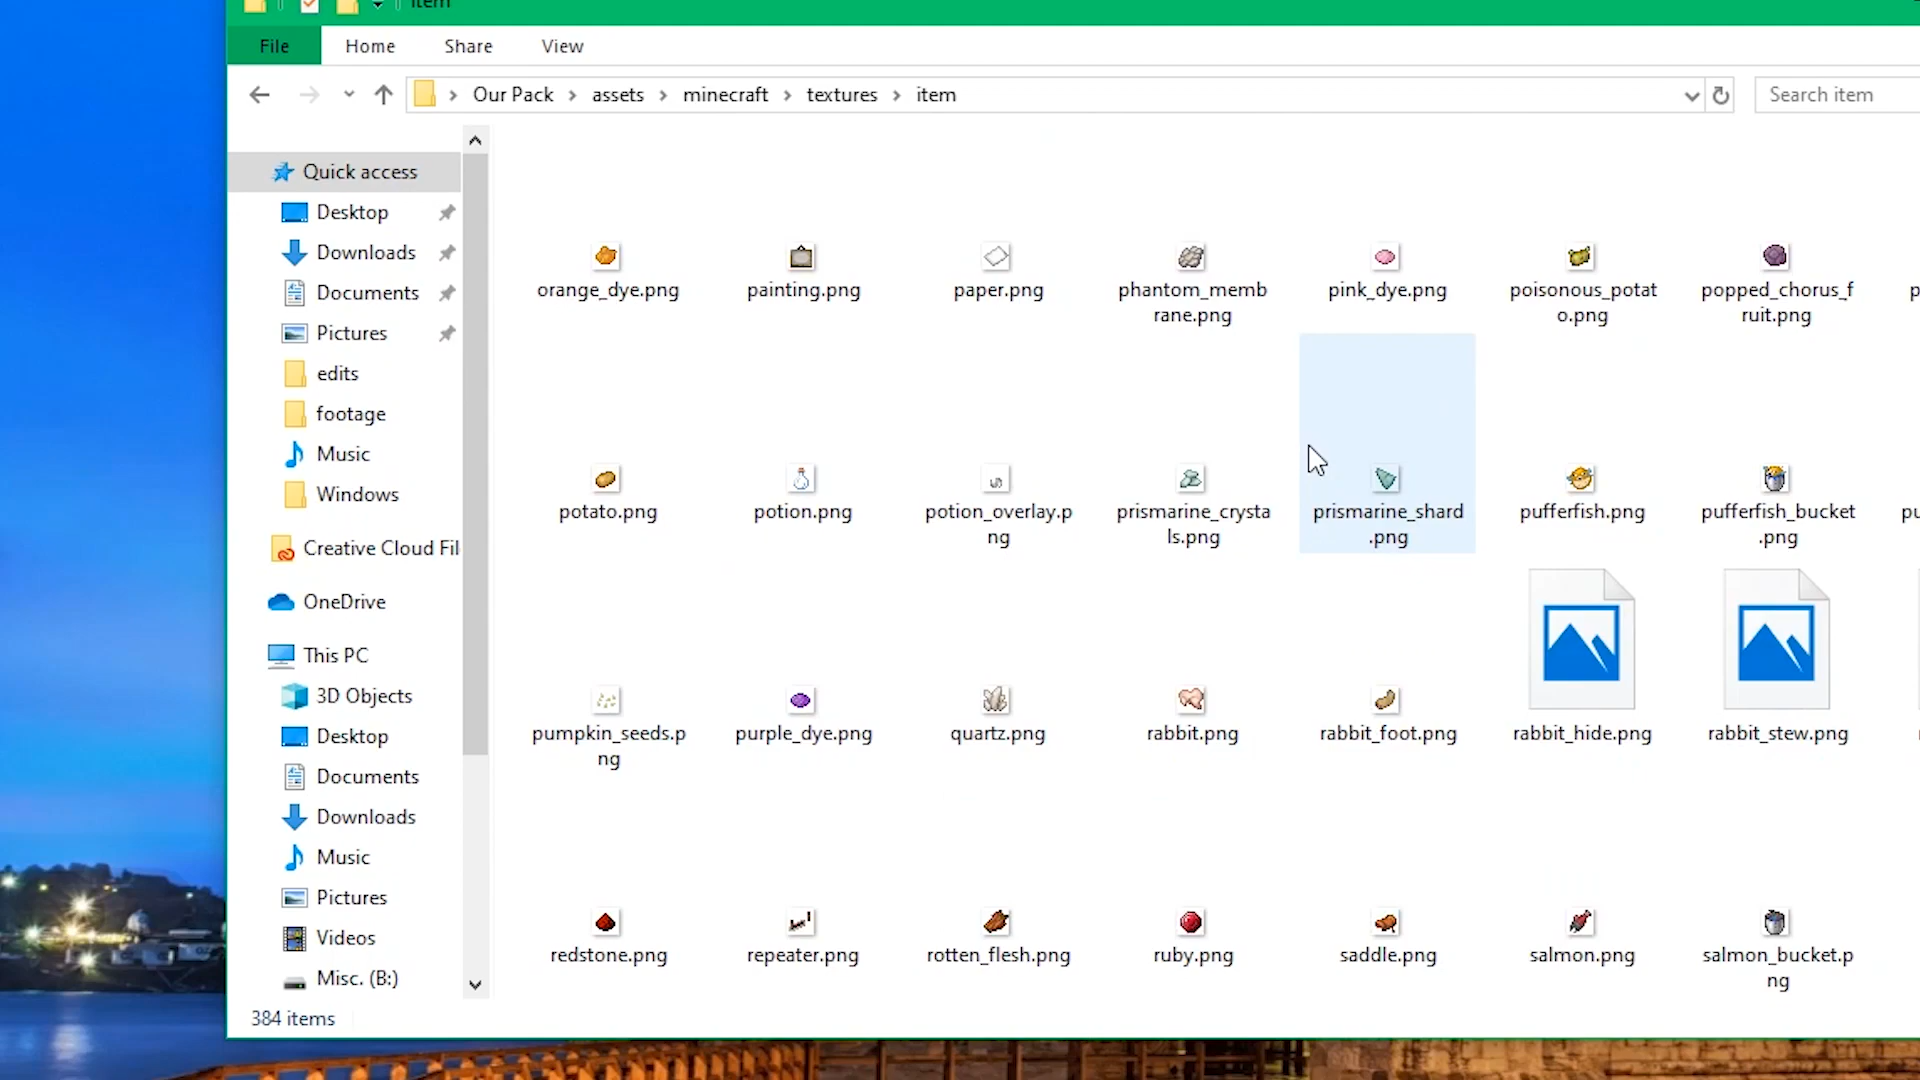 item
File Home Share View
Our Pack assets minecraft textures item
Search item
Quick access
Desktop
Downloads
Documents
Pictures
edits
footage
Music
Windows
Creative Cloud Fil
OneDrive
This PC
3D Objects
Desktop
Documents
Downloads
Music
Pictures
Videos
Misc. (B:)
orange_dye.png
painting.png
paper.png
phantom_memb
rane.png
pink_dye.png
poisonous_potat
o.png
popped_chorus_f
ruit.png
p
potato.png
potion.png
potion_overlay.p
ng
prismarine_crysta
ls.png
prismarine_shard
.png
pufferfish.png
pufferfish_bucket
.png
pu
pumpkin_seeds.p
ng
purple_dye.png
quartz.png
rabbit.png
rabbit_foot.png
rabbit_hide.png
rabbit_stew.png
redstone.png
repeater.png
rotten_flesh.png
ruby.png
saddle.png
salmon.png
salmon_bucket.p
ng
384 items